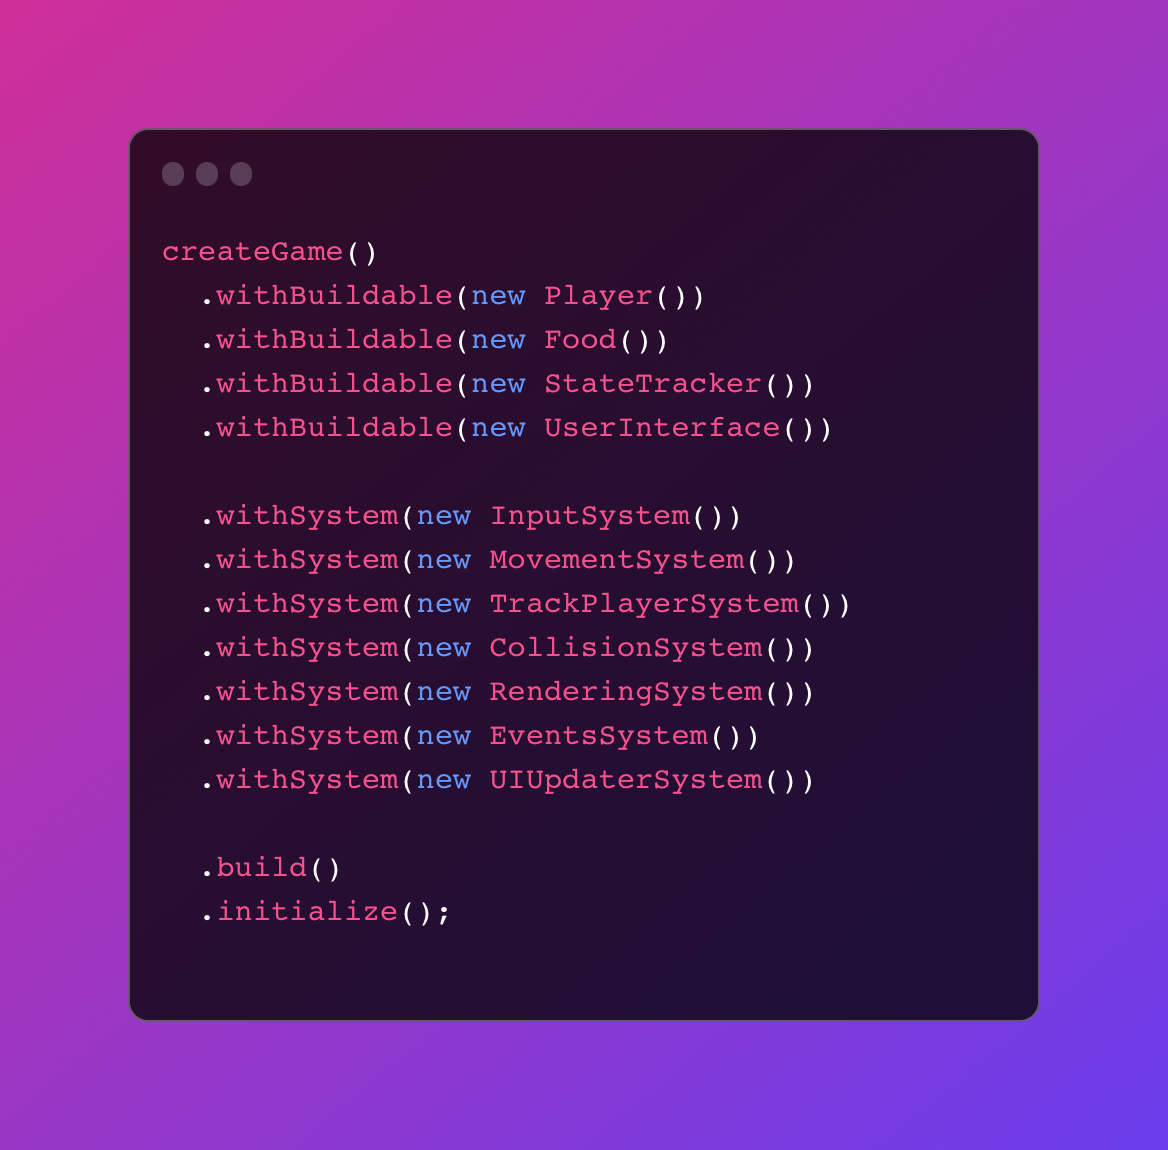 createGame()
  .withBuildable(new Player())
  .withBuildable(new Food())
  .withBuildable(new StateTracker())
  .withBuildable(new UserInterface())

  .withSystem(new InputSystem())
  .withSystem(new MovementSystem())
  .withSystem(new TrackPlayerSystem())
  .withSystem(new CollisionSystem())
  .withSystem(new RenderingSystem())
  .withSystem(new EventsSystem())
  .withSystem(new UIUpdaterSystem())

  .build()
  .initialize();